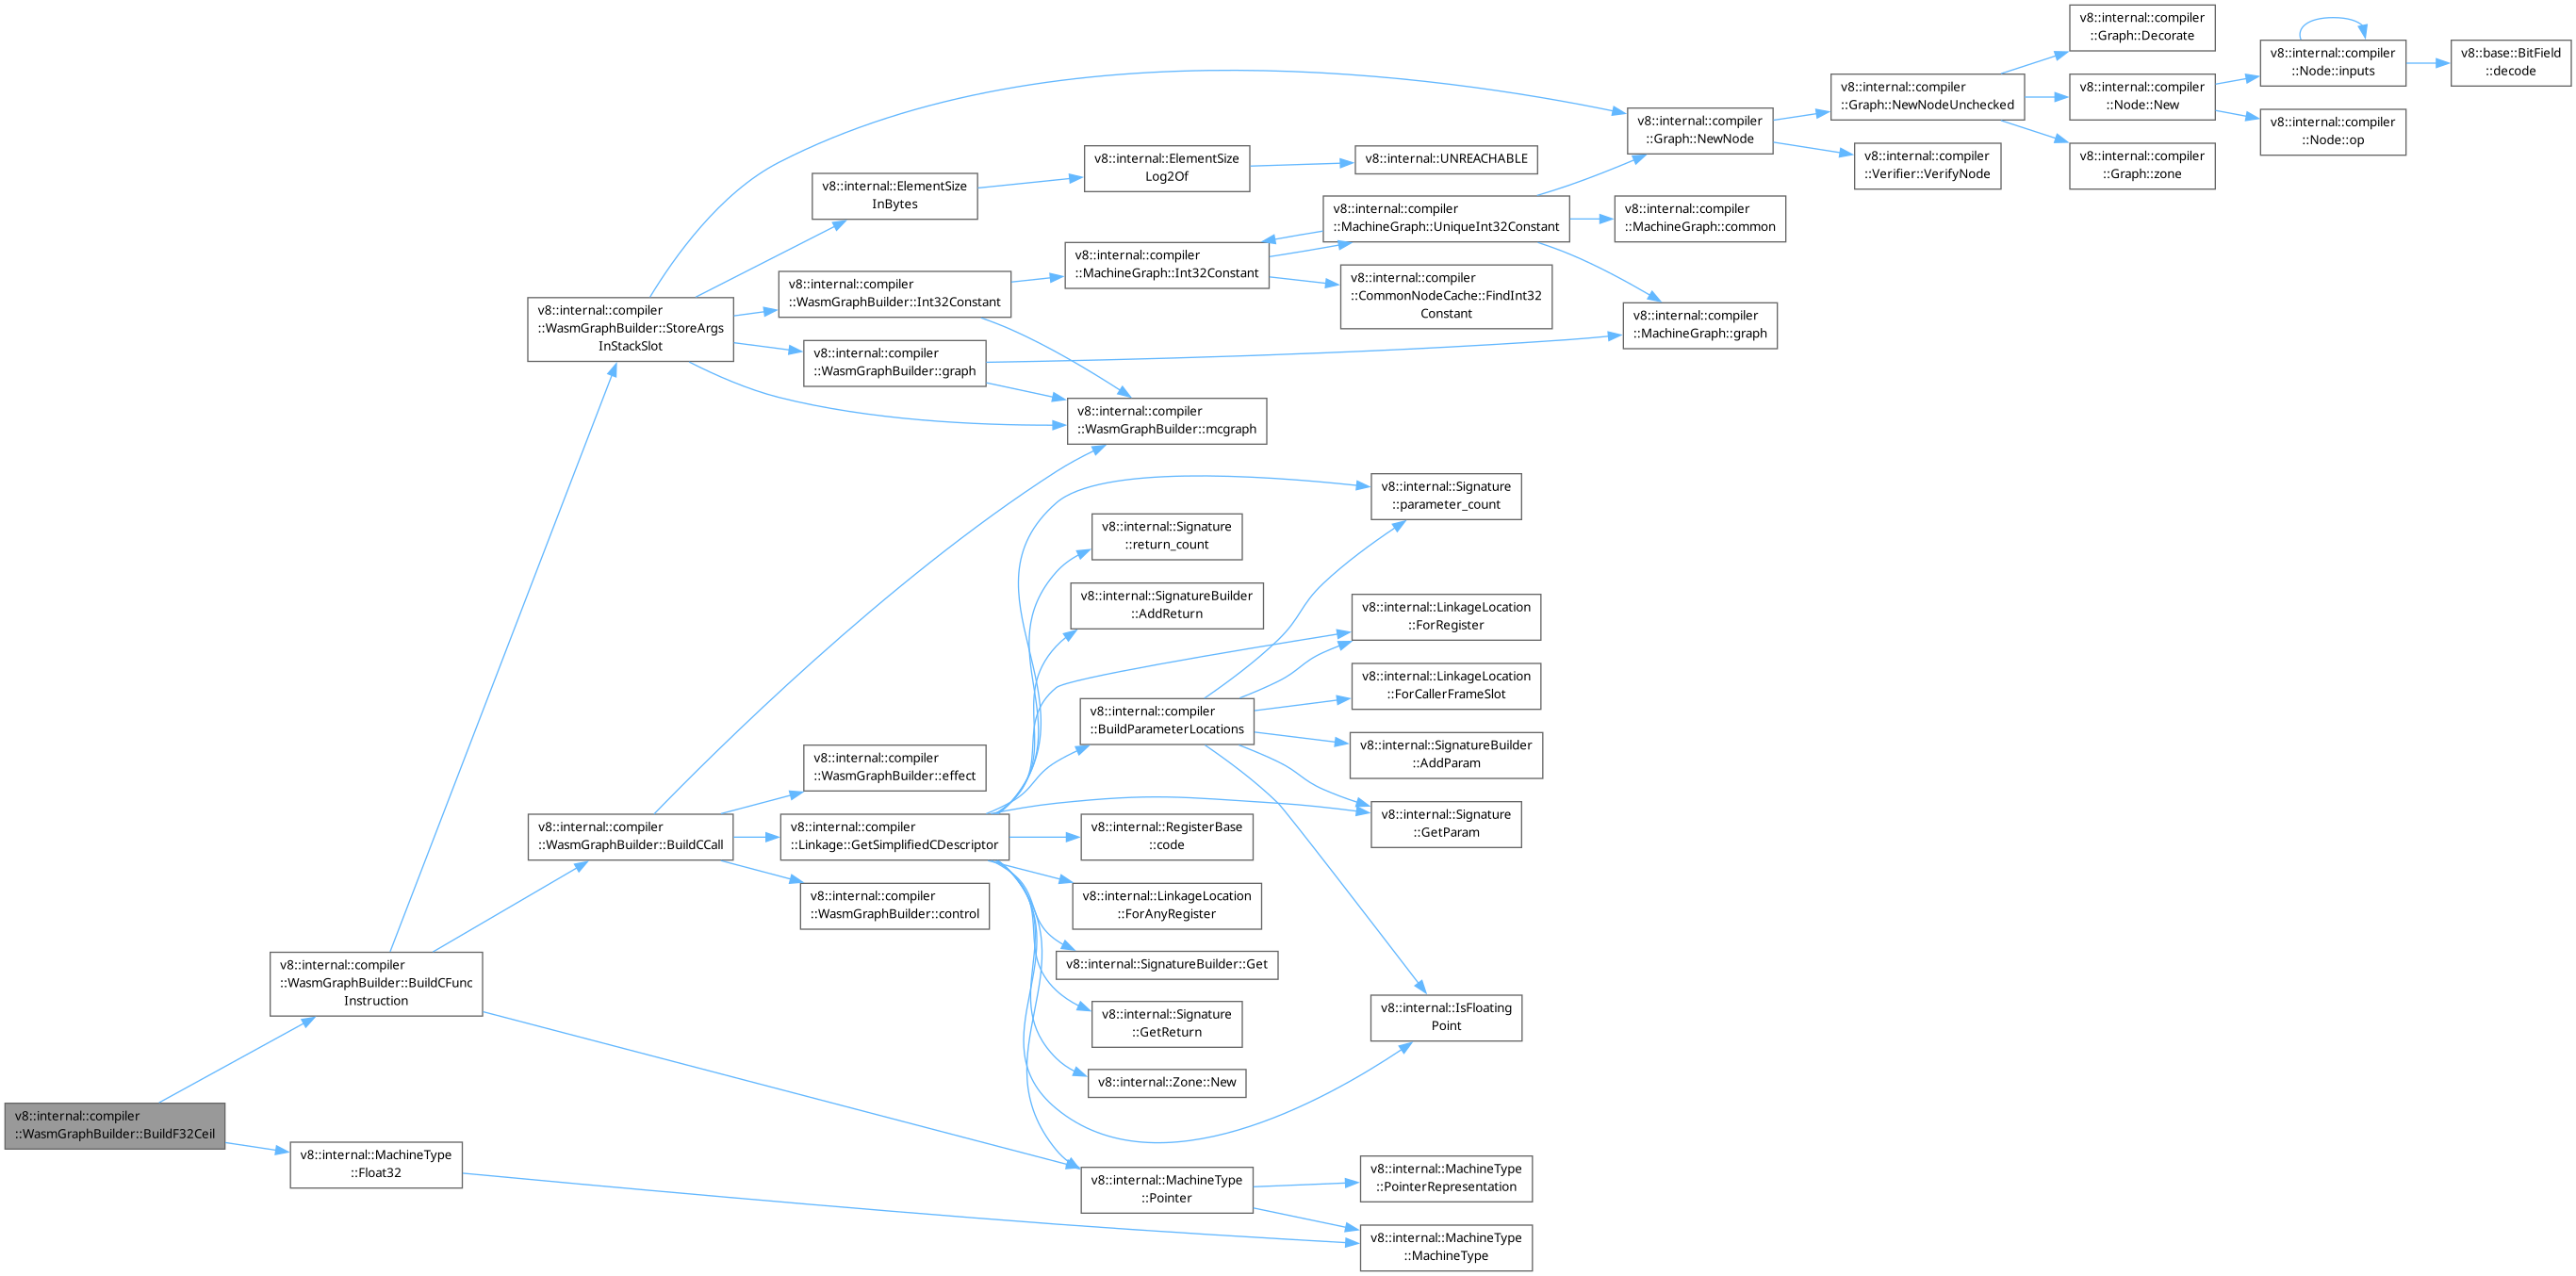 v8::internal::compiler
::WasmGraphBuilder::BuildF32Ceil
v8::internal::compiler
::WasmGraphBuilder::BuildCFunc
Instruction
v8::internal::MachineType
::Float32
v8::internal::compiler
::WasmGraphBuilder::StoreArgs
InStackSlot
v8::internal::compiler
::WasmGraphBuilder::BuildCCall
v8::internal::ElementSize
InBytes
v8::internal::compiler
::WasmGraphBuilder::Int32Constant
v8::internal::compiler
::WasmGraphBuilder::graph
v8::internal::compiler
::WasmGraphBuilder::effect
v8::internal::compiler
::Linkage::GetSimplifiedCDescriptor
v8::internal::compiler
::WasmGraphBuilder::control
v8::internal::ElementSize
Log2Of
v8::internal::compiler
::MachineGraph::Int32Constant
v8::internal::compiler
::WasmGraphBuilder::mcgraph
v8::internal::Signature
::return_count
v8::internal::SignatureBuilder
::AddReturn
v8::internal::compiler
::BuildParameterLocations
v8::internal::RegisterBase
::code
v8::internal::LinkageLocation
::ForAnyRegister
v8::internal::SignatureBuilder::Get
v8::internal::Signature
::GetReturn
v8::internal::Zone::New
v8::internal::MachineType
::Pointer
v8::internal::UNREACHABLE
v8::internal::compiler
::MachineGraph::UniqueInt32Constant
v8::internal::compiler
::CommonNodeCache::FindInt32
Constant
v8::internal::Signature
::parameter_count
v8::internal::LinkageLocation
::ForRegister
v8::internal::LinkageLocation
::ForCallerFrameSlot
v8::internal::SignatureBuilder
::AddParam
v8::internal::Signature
::GetParam
v8::internal::IsFloating
Point
v8::internal::MachineType
::PointerRepresentation
v8::internal::MachineType
::MachineType
v8::internal::compiler
::Graph::NewNode
v8::internal::compiler
::MachineGraph::common
v8::internal::compiler
::MachineGraph::graph
v8::internal::compiler
::Graph::NewNodeUnchecked
v8::internal::compiler
::Verifier::VerifyNode
v8::internal::compiler
::Graph::Decorate
v8::internal::compiler
::Node::New
v8::internal::compiler
::Graph::zone
v8::internal::compiler
::Node::inputs
v8::internal::compiler
::Node::op
v8::base::BitField
::decode